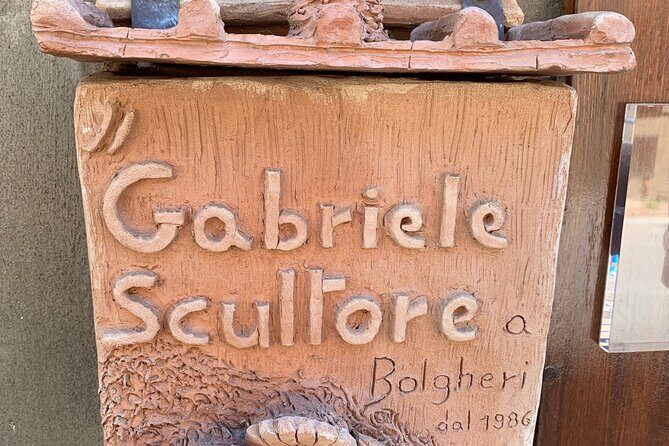 "
Gabriele
Scultore a
Bolgheri
dal 1986